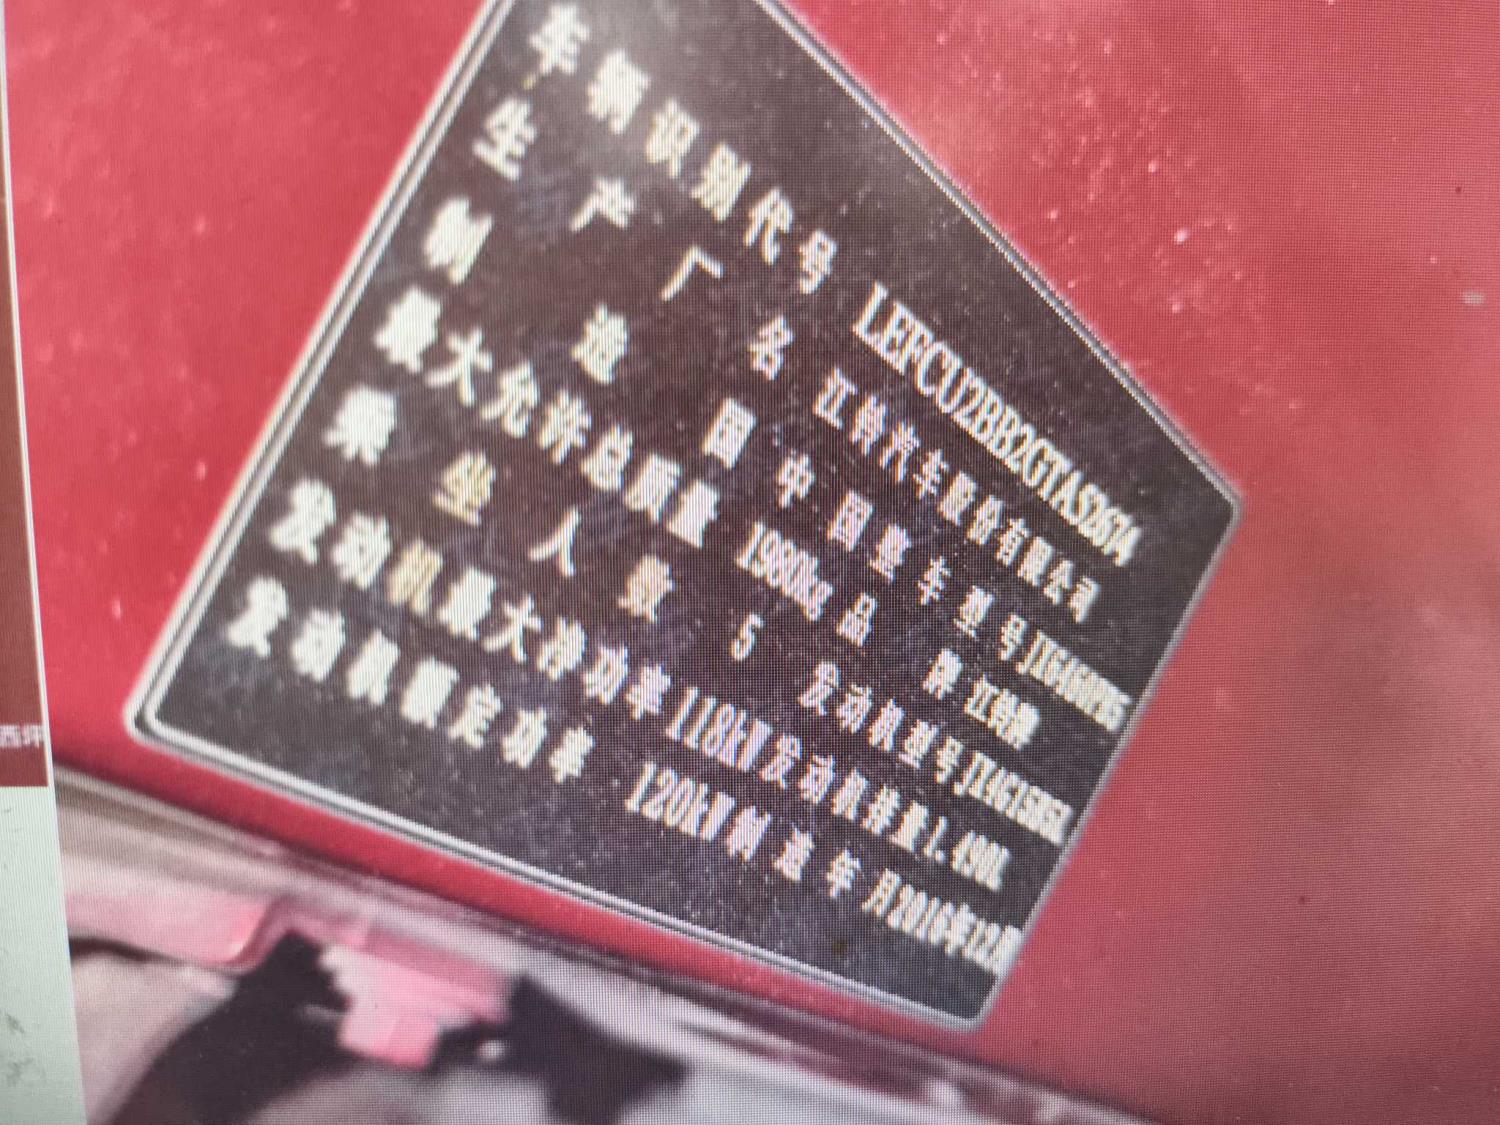 车辆识别代号 LEFCU2BB2GTAS2674
生产厂名 江铃汽车股份有限公司
制造国 中国 整车型号
最大允许总质量 1980kg 品牌 江铃牌
乘坐人数 5 发动机型号
发动机最大净功率 118kW 发动机排量 1.490L
发动机额定功率 120kW 制造年月 2016年12月
西坪